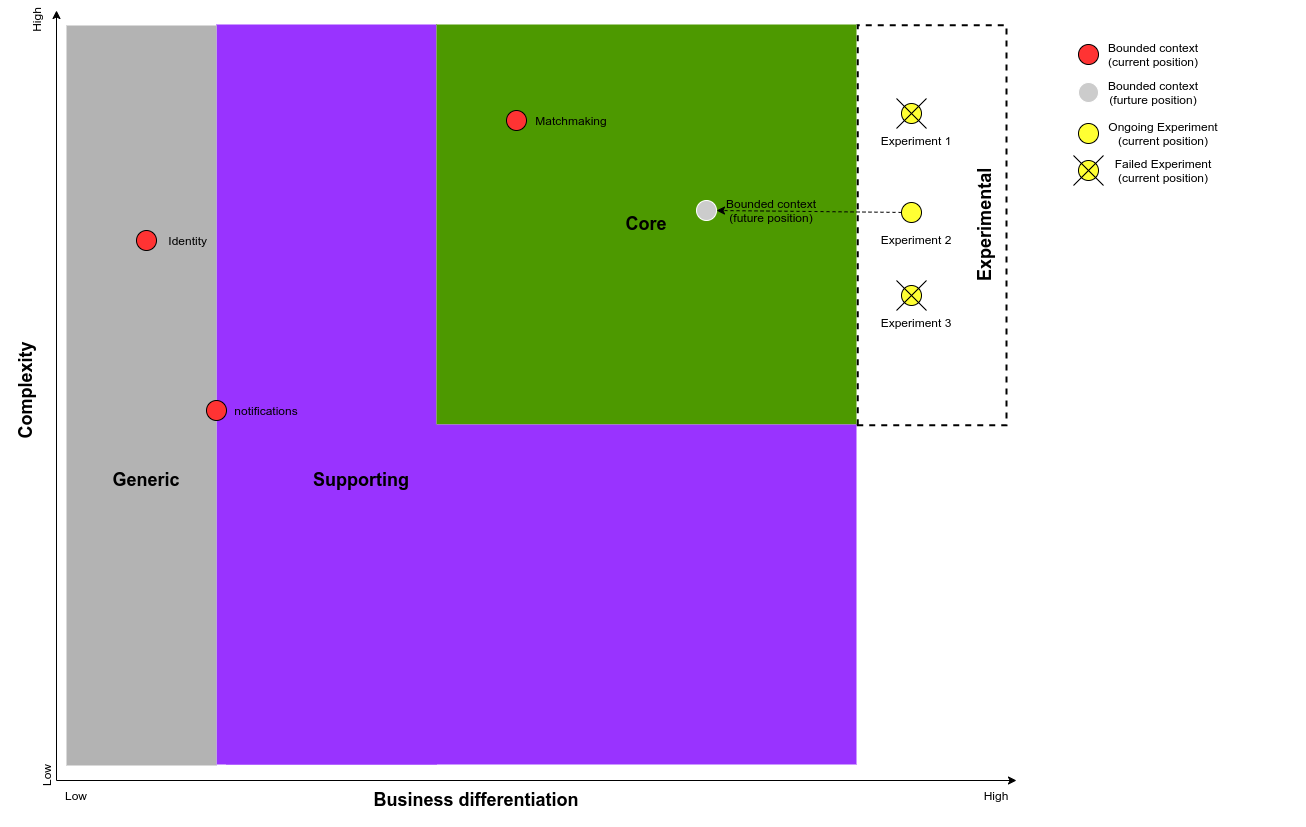 High
Bounded context
(current position)
Bounded context
(furture position)
Ongoing Experiment
(current position)
Failed Experiment
(current position)
Matchmaking
Experiment 1
Experimental
Bounded context
(future position)
Core
Experiment 2
Identity
Experiment 3
Complexity
notifications
Generic
Supporting
Low
Low
Business differentiation
High